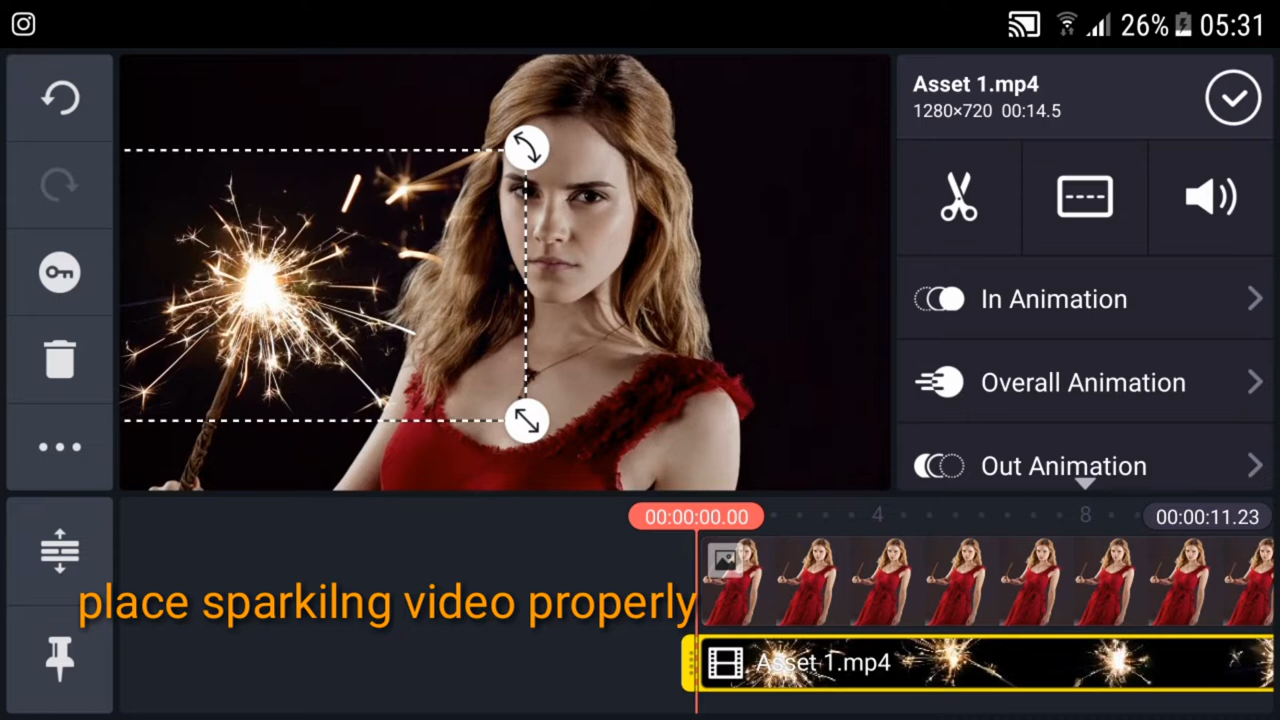 26% 05:31
Asset 1.mp4
1280×720 00:14.5
In Animation
Overall Animation
Out Animation
00:00:00.00 4 8 00:00:11.23
place sparkilng video properly
Asset 1.mp4